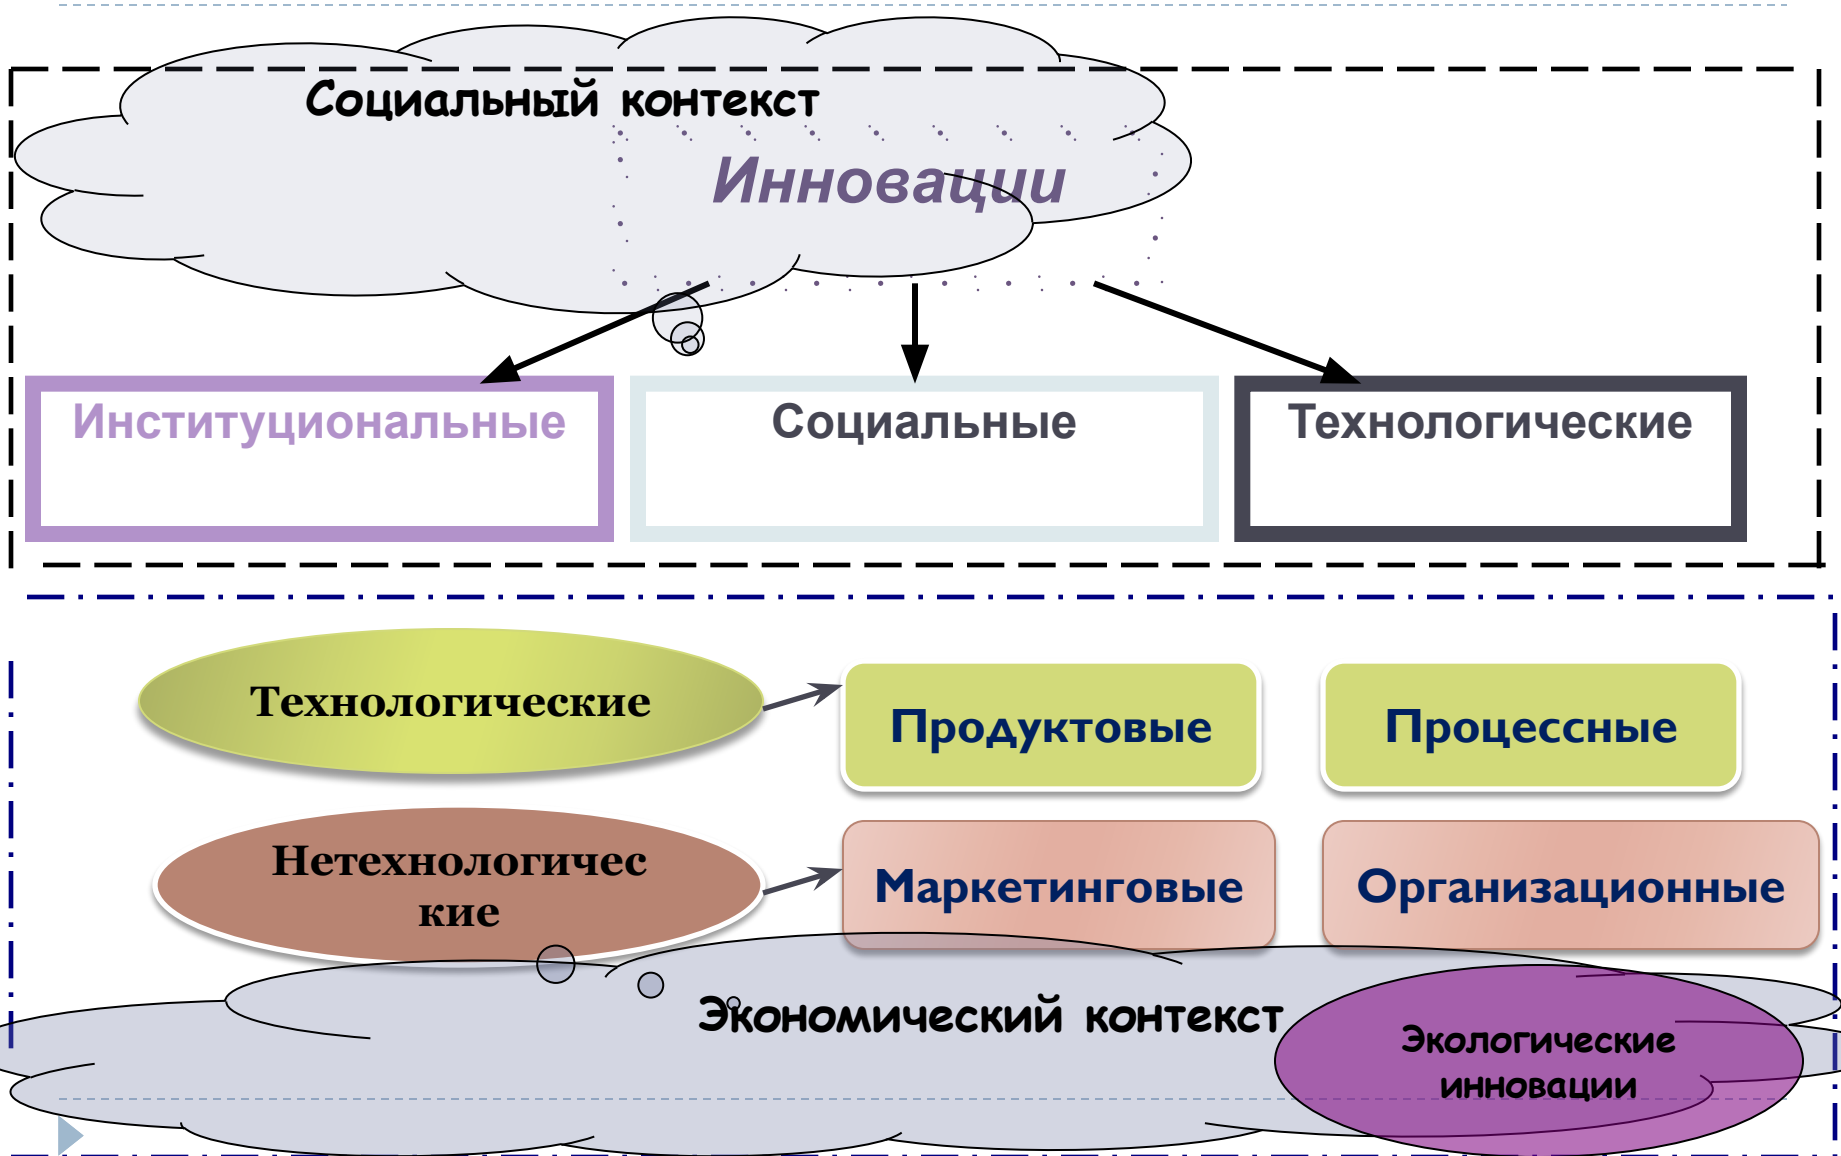 Социальный контекст
Инновации
Институциональные
Социальные
Технологические
Технологические
Продуктовые
Процессные
Нетехнологичес
кие
Маркетинговые
Организационные
Экономический контекст
Экологические
инновации